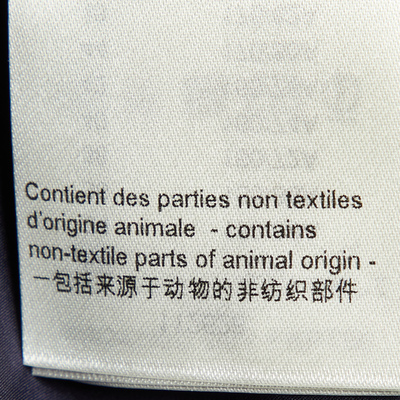 Contient des parties non textiles
d'origine animale - contains
non-textile parts of animal origin -
一包括来源于动物的非纺织部件